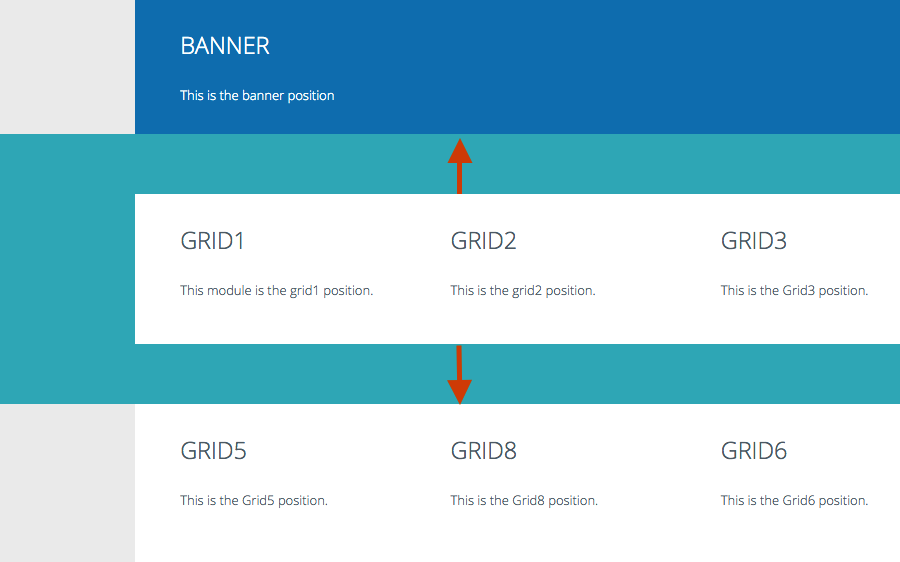 BANNER
This is the banner position
GRID1 GRID2 GRID3
This module is the grid1 position. This is the grid2 position. This is the Grid3 position.
GRID5 GRID8 GRID6
This is the Grid5 position. This is the Grid8 position. This is the Grid6 position.